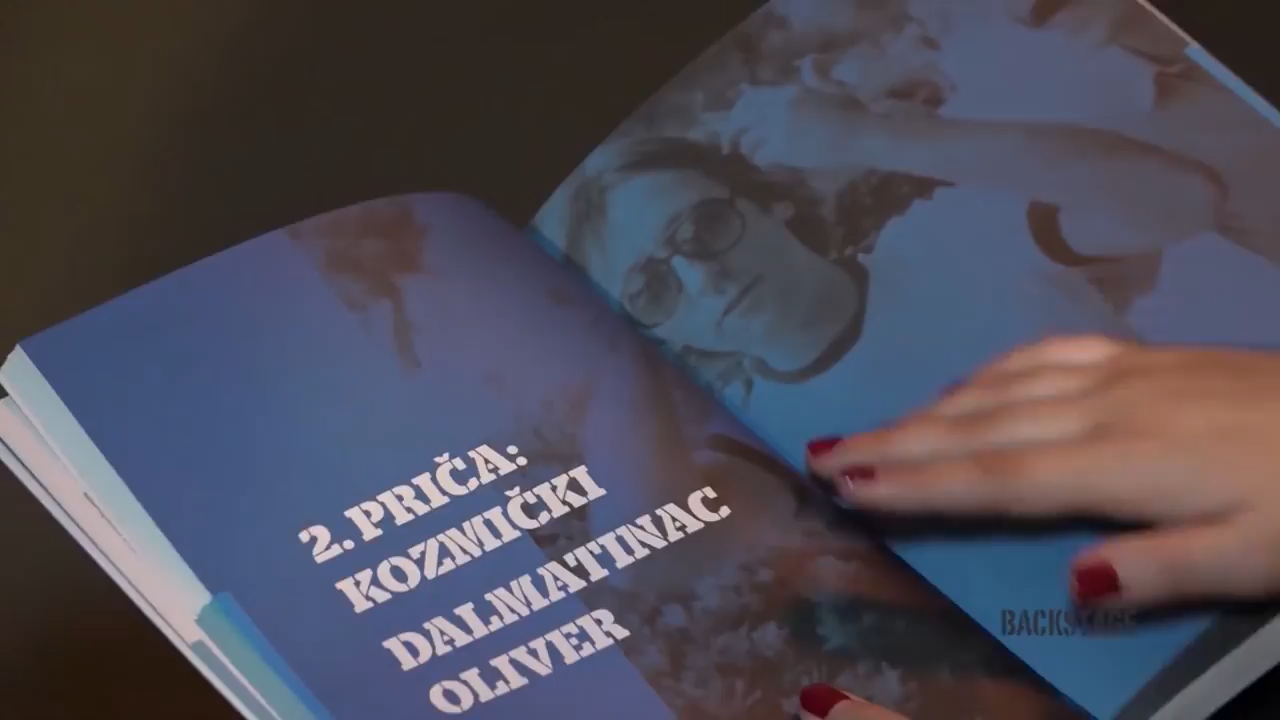 2. PRIČA:
KOZMIČKI
DALMATINAC
OLIVER
BACKSTAGE